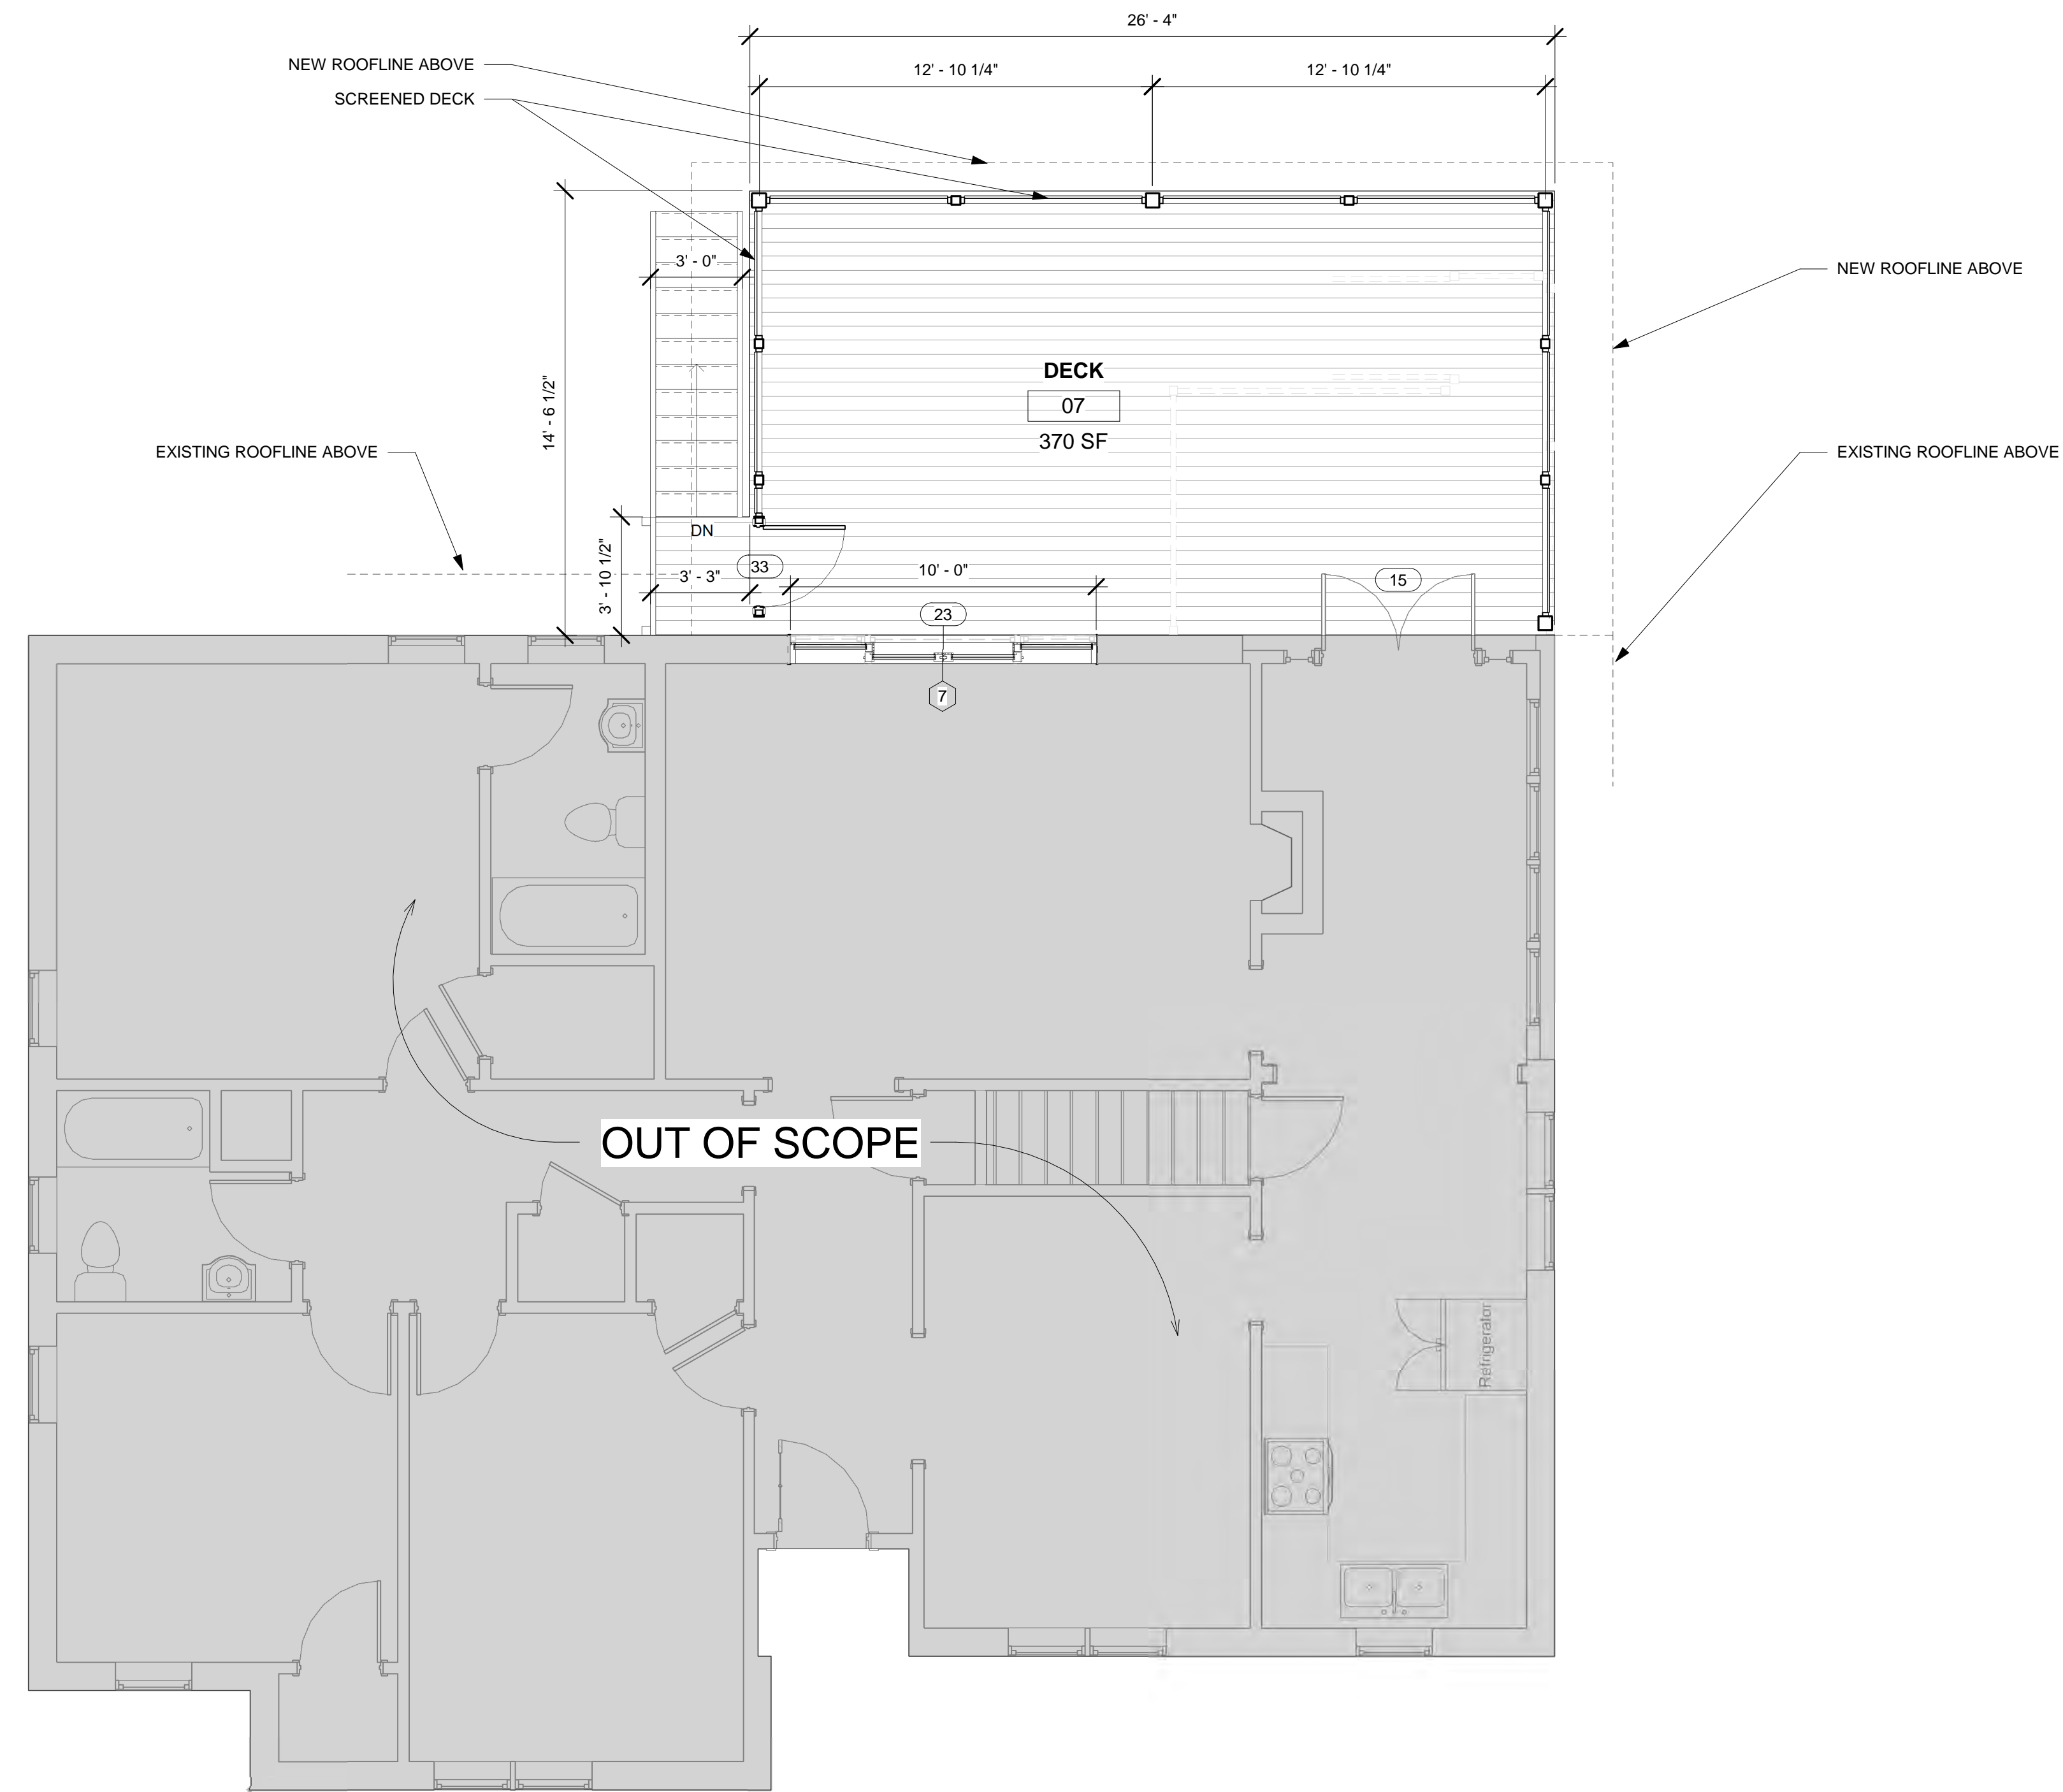 26' - 4"
NEW ROOFLINE ABOVE
12' - 10 1/4"
12' - 10 1/4"
SCREENED DECK
3' - 0"
NEW ROOFLINE ABOVE
DECK
07
14' - 6 1/2"
370 SF
EXISTING ROOFLINE ABOVE
EXISTING ROOFLINE ABOVE
DN
3' - 10 1/2"
33
3' - 3"
10' - 0"
15
23
7
OUT OF SCOPE
Refrigerator